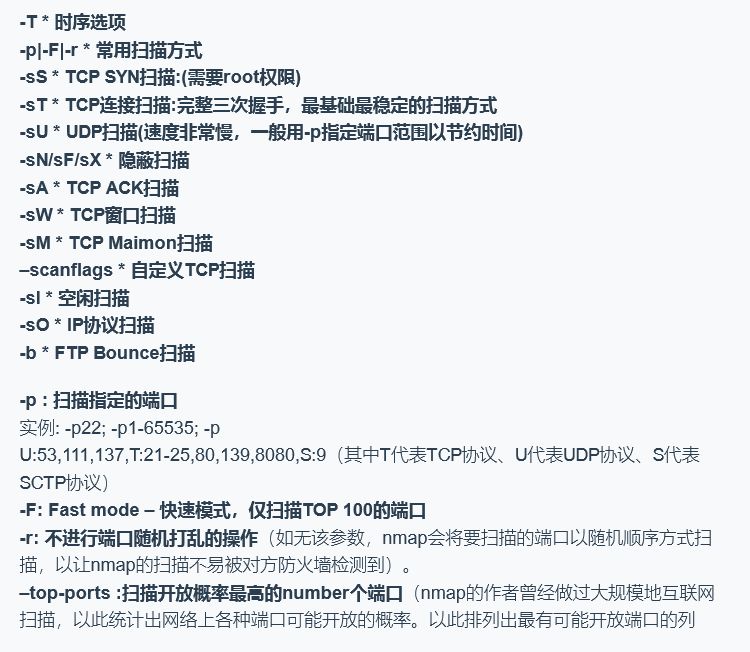 -T * 时序选项
-p|-F|-r * 常用扫描方式
-sS * TCP SYN扫描:(需要root权限)
-sT * TCP连接扫描:完整三次握手，最基础最稳定的扫描方式
-sU * UDP扫描(速度非常慢，一般用-p指定端口范围以节约时间)
-sN/sF/sX * 隐蔽扫描
-sA * TCP ACK扫描
-sW * TCP窗口扫描
-sM * TCP Maimon扫描
–scanflags * 自定义TCP扫描
-sI * 空闲扫描
-sO * IP协议扫描
-b * FTP Bounce扫描
-p : 扫描指定的端口
实例: -p22; -p1-65535; -p
U:53,111,137,T:21-25,80,139,8080,S:9（其中T代表TCP协议、U代表UDP协议、S代表
SCTP协议）
-F: Fast mode – 快速模式，仅扫描TOP 100的端口
-r: 不进行端口随机打乱的操作（如无该参数，nmap会将要扫描的端口以随机顺序方式扫
描，以让nmap的扫描不易被对方防火墙检测到）。
–top-ports :扫描开放概率最高的number个端口（nmap的作者曾经做过大规模地互联网
扫描，以此统计出网络上各种端口可能开放的概率。以此排列出最有可能开放端口的列